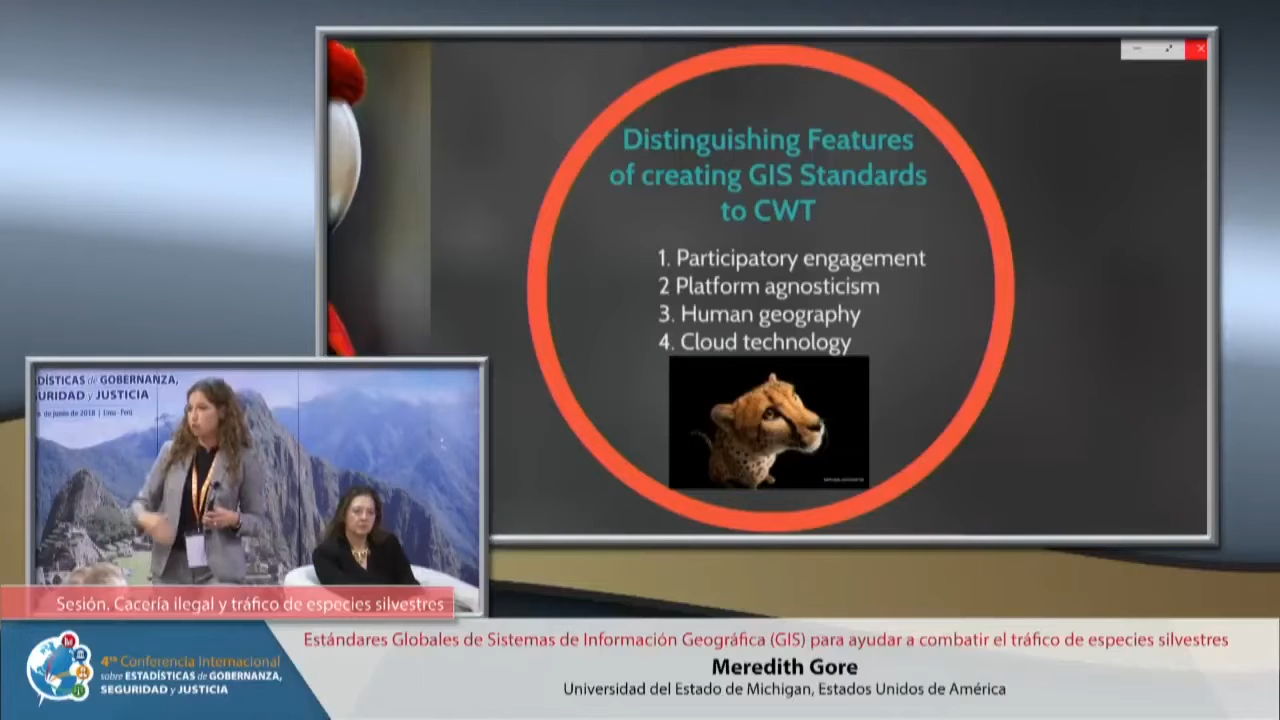 Distinguishing Features
of creating GIS Standards
to CWT
1. Participatory engagement
2 Platform agnosticism
3. Human geography
4. Cloud technology
DÍSTICAS de GOBERNANZA,
URIDAD y JUSTICIA
de junio de 2018 | Lima - Perú
Sesión. Cacería ilegal y tráfico de especies silvestres
4ta Conferencia Internacional
sobre ESTADÍSTICAS de GOBERNANZA,
SEGURIDAD y JUSTICIA
Estándares Globales de Sistemas de Información Geográfica (GIS) para ayudar a combatir el tráfico de especies silvestres
Meredith Gore
Universidad del Estado de Michigan, Estados Unidos de América